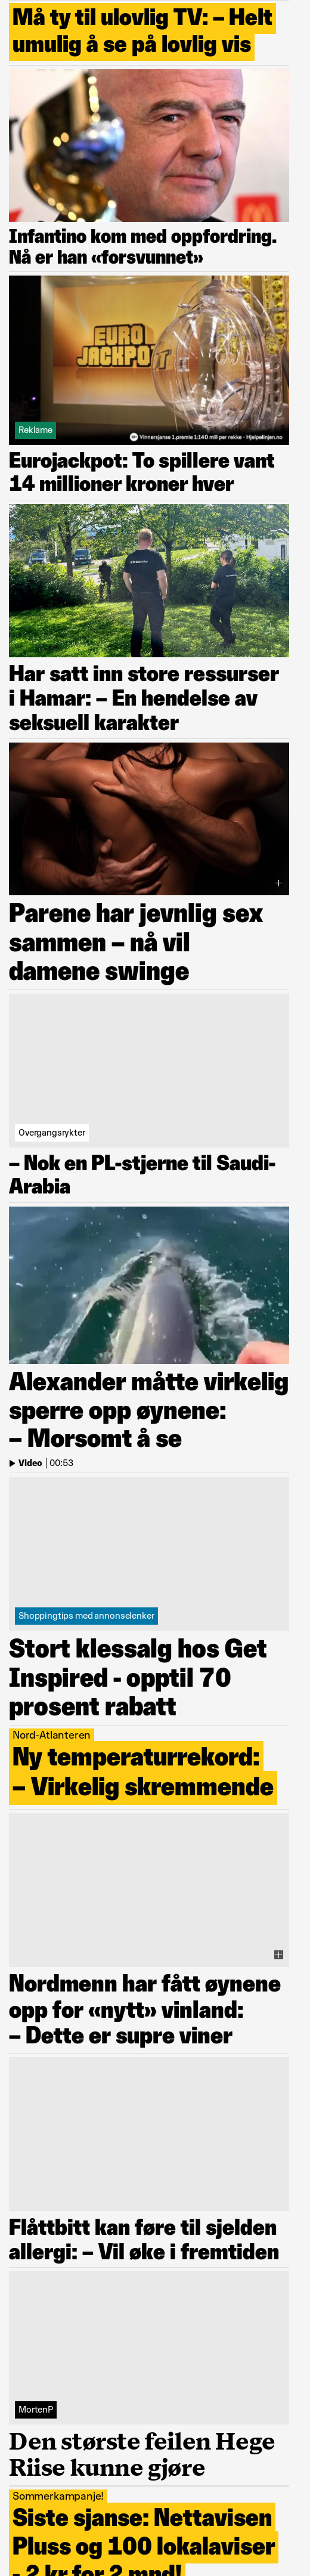 Må ty til ulovlig TV: – Helt
umulig å se på lovlig vis
Infantino kom med oppfordring.
Nå er han «forsvunnet»
EURO
JACKPOT
Reklame
18+ Vinnersjanse 1.premie 1:140 mill per rekke - Hjelpelinjen.no
Eurojackpot: To spillere vant
14 millioner kroner hver
Har satt inn store ressurser
i Hamar: – En hendelse av
seksuell karakter
Parene har jevnlig sex
sammen – nå vil
damene swinge
Overgangsrykter
– Nok en PL-stjerne til Saudi-
Arabia
Alexander måtte virkelig
sperre opp øynene:
– Morsomt å se
Video | 00:53
Shoppingtips med annonselenker
Stort klessalg hos Get
Inspired - opptil 70
prosent rabatt
Nord-Atlanteren
Ny temperaturrekord:
– Virkelig skremmende
Nordmenn har fått øynene
opp for «nytt» vinland:
– Dette er supre viner
Flåttbitt kan føre til sjelden
allergi: – Vil øke i fremtiden
MortenP
Den største feilen Hege
Riise kunne gjøre
Sommerkampanje!
Siste sjanse: Nettavisen
Pluss og 100 lokalaviser
- 2 kr for 2 mnd!